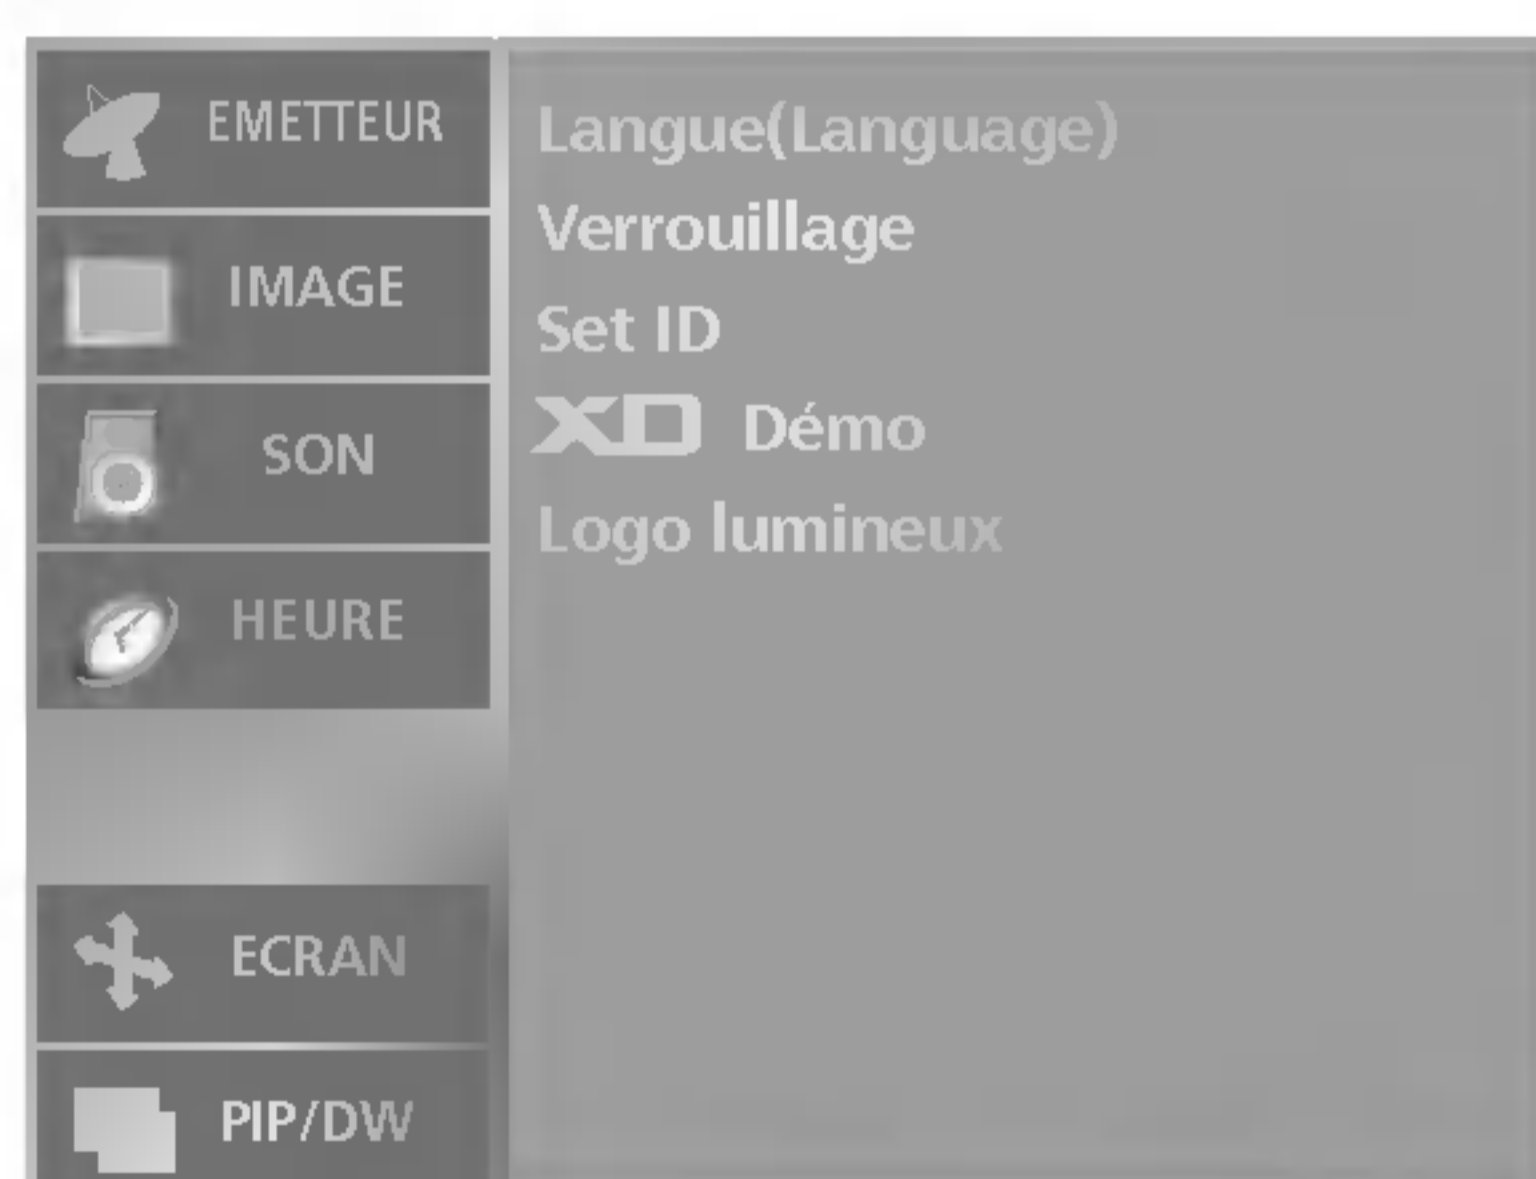 EMETTEUR
IMAGE
SON
HEURE
ECRAN
PIP/DW
Langue(Language)
Verrouillage
Set ID
XD Démo
Logo lumineux